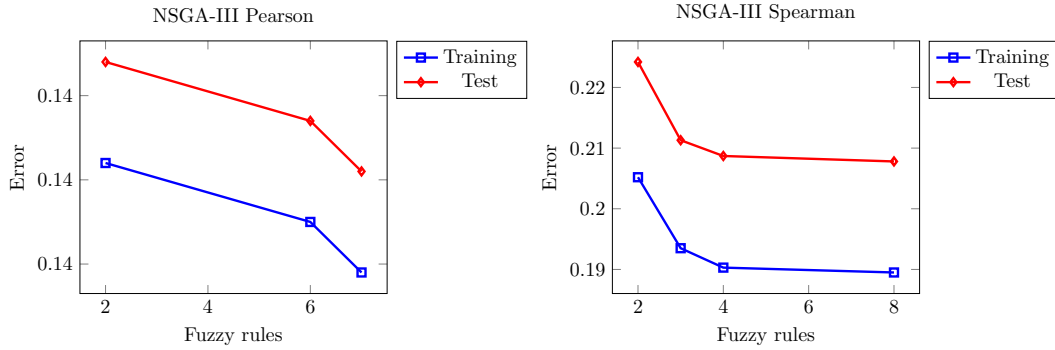 NSGA-III Pearson
Training
Test
0.14
0.14
0.14
Error
2
4
6
Fuzzy rules
NSGA-III Spearman
Training
Test
0.22
0.21
0.2
0.19
Error
2
4
6
8
Fuzzy rules